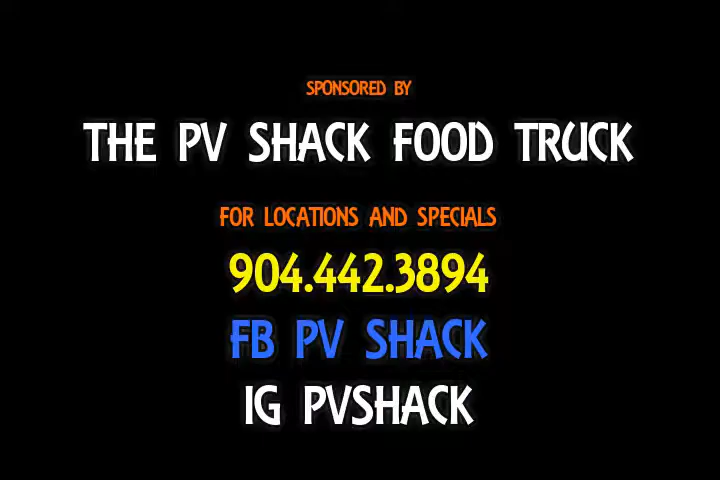 SPONSORED BY
THE PV SHACK FOOD TRUCK
FOR LOCATIONS AND SPECIALS
904.442.3894
FB PV SHACK
IG PVSHACK